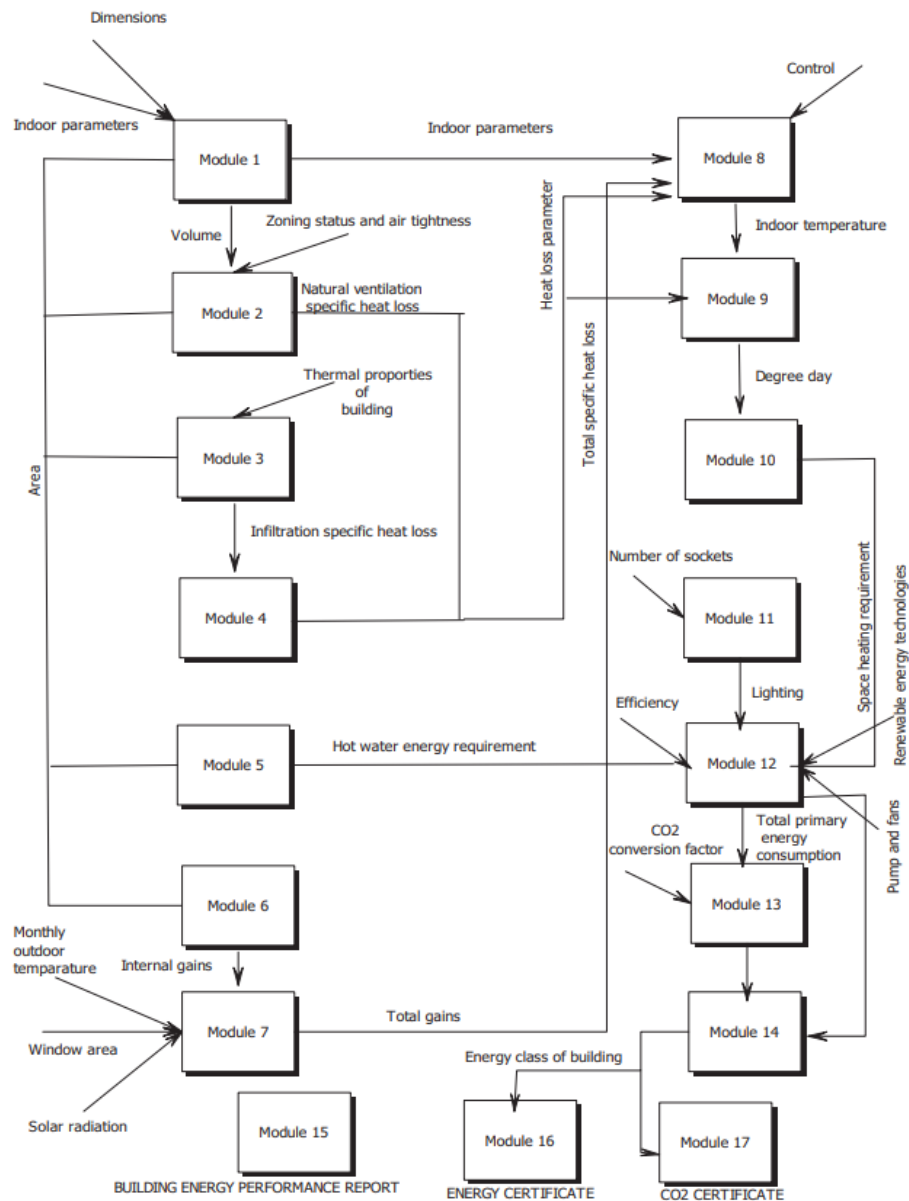 Dimensions
Control
Indoor parameters
Indoor parameters
Module 1
Module 8
Zoning status and air tightness
Volume
Heat loss parameter
Indoor temperature
Natural ventilation
specific heat loss
Module 2
Module 9
Total specific heat loss
Thermal proporties
of
building
Degree day
Module 3
Module 10
Area
Infiltration specific heat loss
Number of sockets
Space heating requirement
Renewable energy technologies
Module 4
Module 11
Lighting
Efficiency
Hot water energy requirement
Module 5
Module 12
CO2
conversion factor
Total primary
energy
consumption
Pump and fans
Module 6
Module 13
Monthly
outdoor
temparature
Internal gains
Total gains
Module 7
Module 14
Window area
Energy class of building
Solar radiation
Module 15
Module 16
Module 17
BUILDING ENERGY PERFORMANCE REPORT
ENERGY CERTIFICATE
CO2 CERTIFICATE